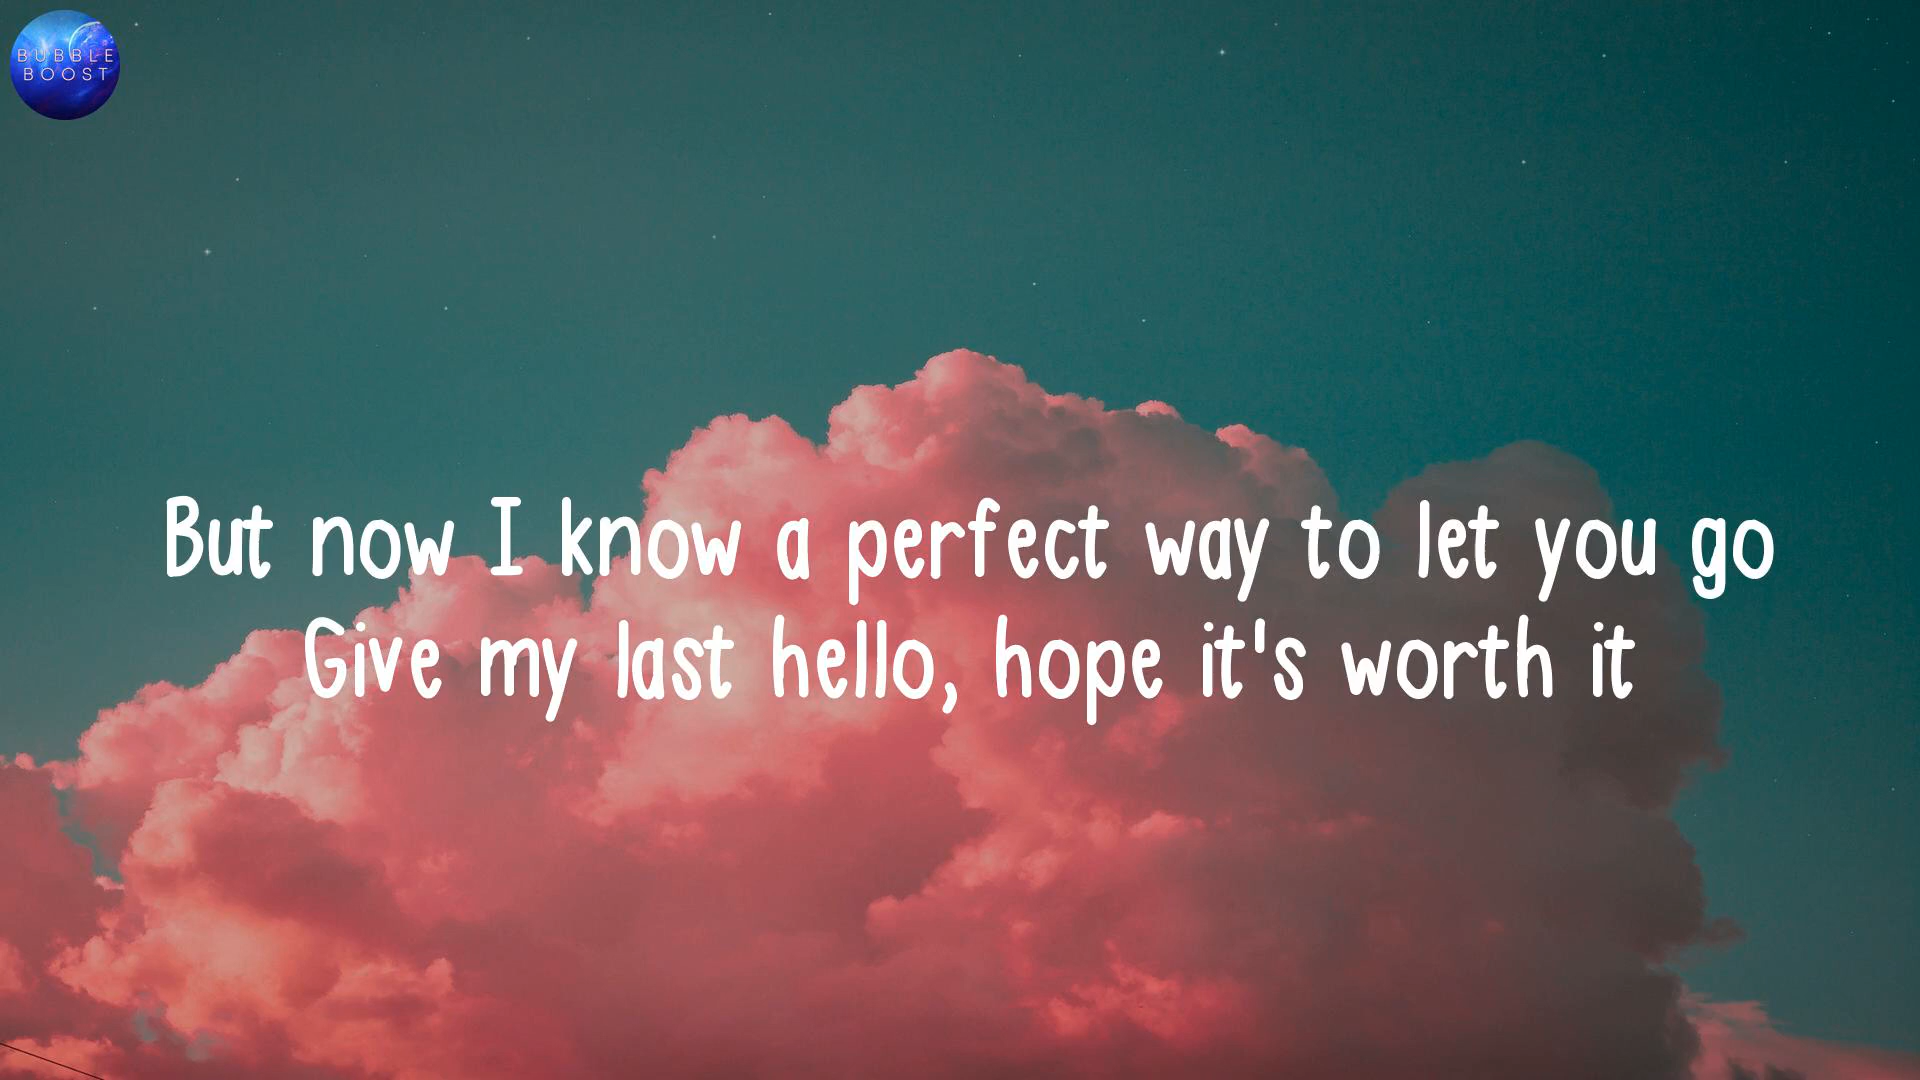 BUBBLE
BOOST
But now I know a perfect way to let you go
Give my last hello, hope it's worth it